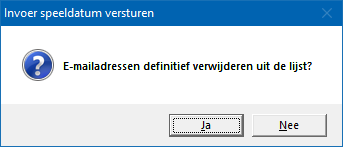 Invoer speeldatum versturen
E-mailadressen definitief verwijderen uit de lijst?
Ja
Nee